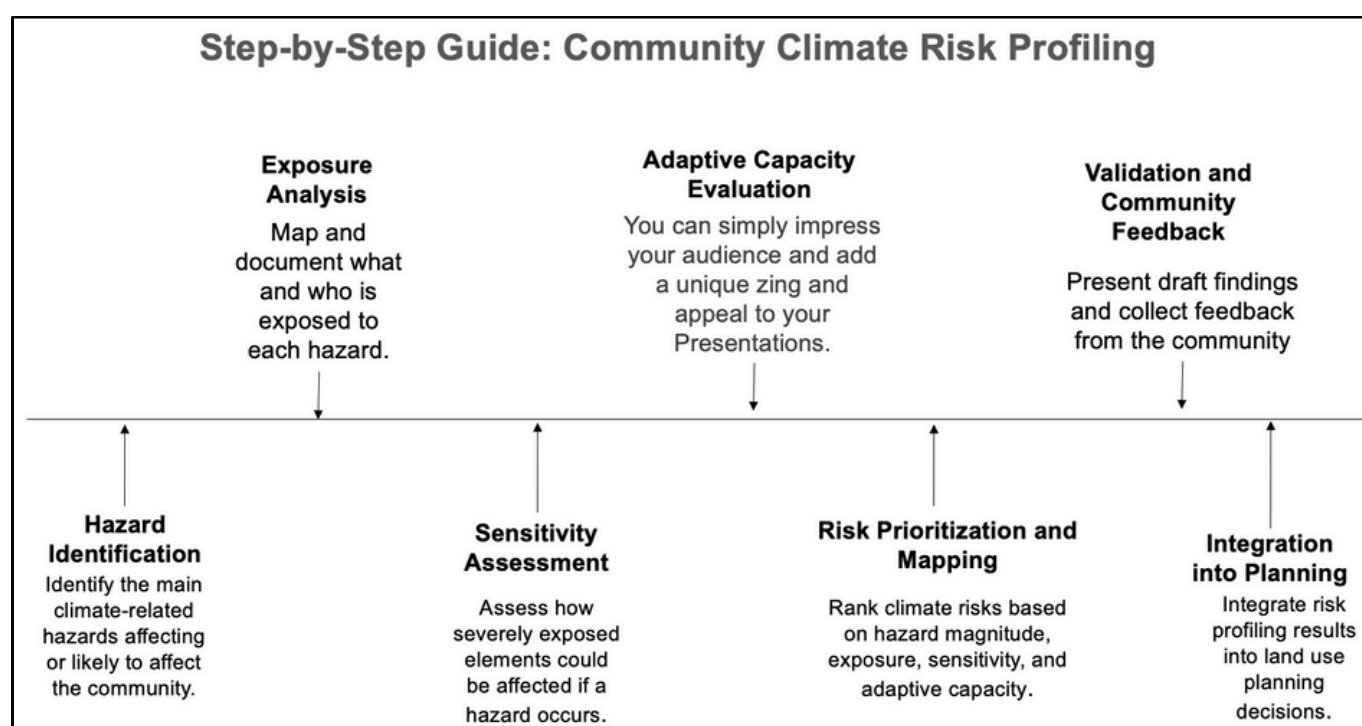 Step-by-Step Guide: Community Climate Risk Profiling
Exposure
Analysis
Map and
document what
and who is
exposed to
each hazard.
Adaptive Capacity
Evaluation
You can simply impress
your audience and add
a unique zing and
appeal to your
Presentations.
Validation and
Community
Feedback
Present draft findings
and collect feedback
from the community
Hazard
Identification
Identify the main
climate-related
hazards affecting
or likely to affect
the community.
Sensitivity
Assessment
Assess how
severely exposed
elements could
be affected if a
hazard occurs.
Risk Prioritization and
Mapping
Rank climate risks based
on hazard magnitude,
exposure, sensitivity, and
adaptive capacity.
Integration
into Planning
Integrate risk
profiling results
into land use
planning
decisions.